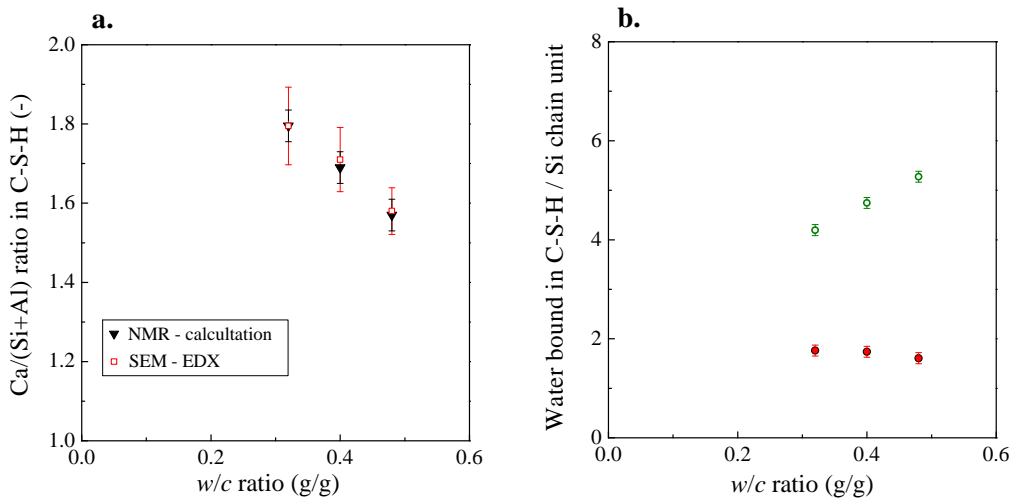 a.
Ca/(Si+Al) ratio in C-S-H (-)
2.0
1.8
1.6
1.4
1.2
1.0
NMR - calcultation
SEM - EDX
0.0
0.2
0.4
0.6
w/c ratio (g/g)
b.
Water bound in C-S-H / Si chain unit
8
6
4
2
0
0.0
0.2
0.4
0.6
w/c ratio (g/g)